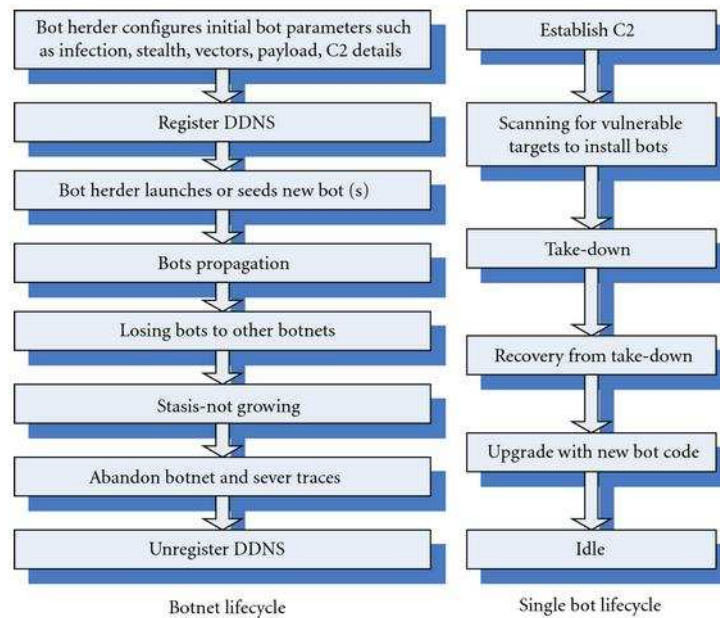 Bot herder configures initial bot parameters such
as infection, stealth, vectors, payload, C2 details
Register DDNS
Bot herder launches or seeds new bot (s)
Bots propagation
Losing bots to other botnets
Stasis-not growing
Abandon botnet and sever traces
Unregister DDNS
Botnet lifecycle
Establish C2
Scanning for vulnerable
targets to install bots
Take-down
Recovery from take-down
Upgrade with new bot code
Idle
Single bot lifecycle